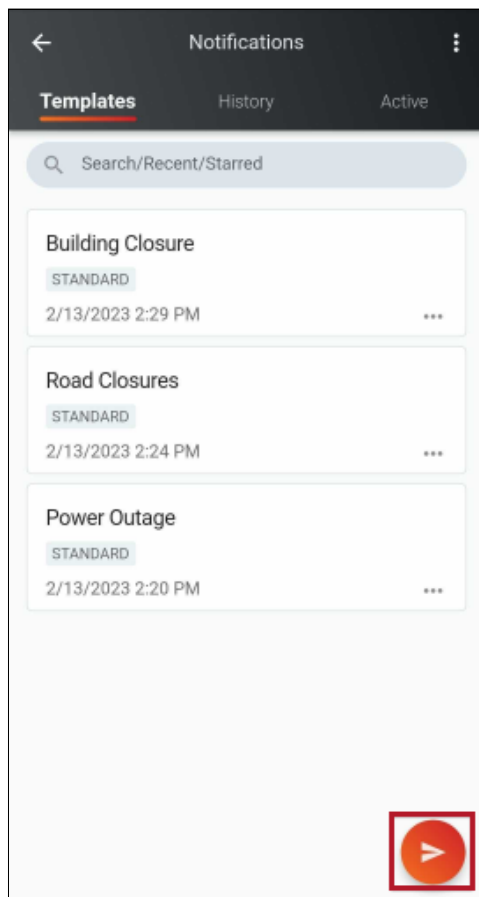 Notifications
Templates History Active
Search/Recent/Starred
Building Closure
STANDARD
2/13/2023 2:29 PM
Road Closures
STANDARD
2/13/2023 2:24 PM
Power Outage
STANDARD
2/13/2023 2:20 PM